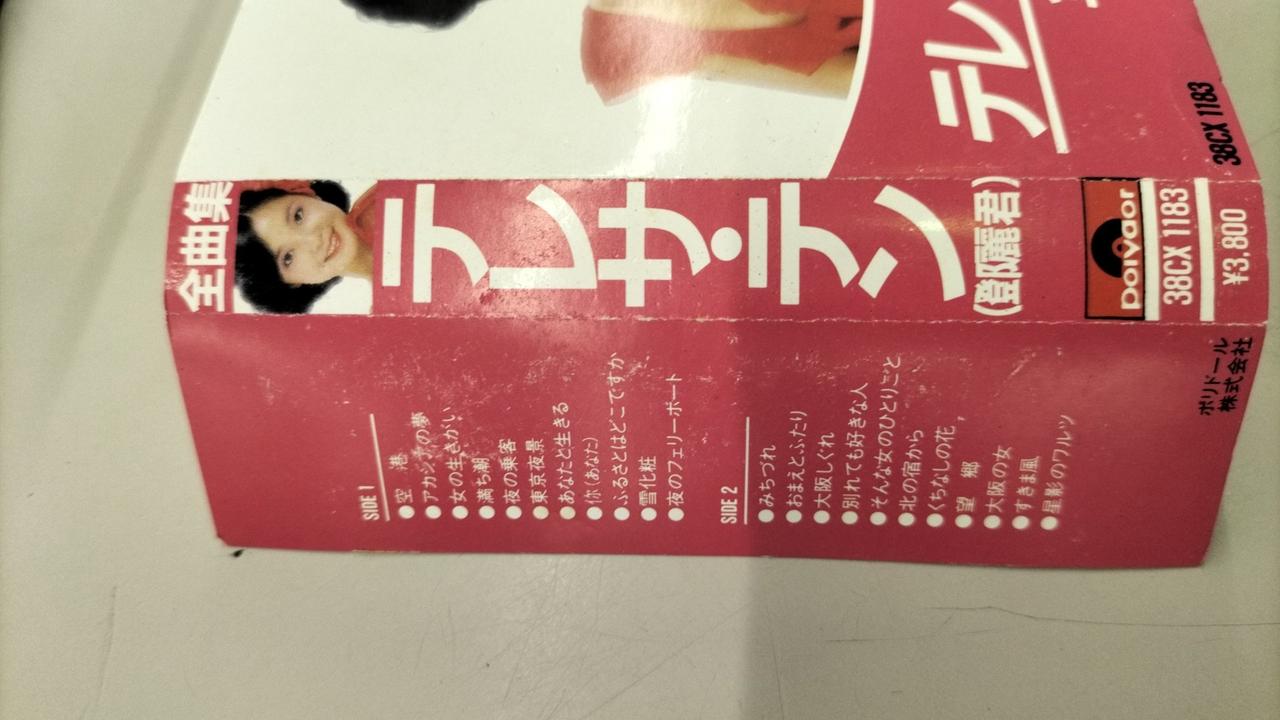 テレ
38CX 1183
全曲集
テレサ・テン
(鄧麗君)
polydor
38CX 1183
¥3,800
SIDE 1
●空 港
●アカシアの夢
●女の生きがい
●満ち潮
●夜の乗客
●東京夜景
●あなたと生きる
●你(あなた)
●ふるさとはどこですか
●雪化粧
●夜のフェリーボート
SIDE 2
●みちづれ
●おまえとふたり
●大阪しぐれ
●別れても好きな人
●そんな女のひとりごと
●北の宿から
●くちなしの花
●望 郷
●大阪の女
●すきま風
●星影のワルツ
ポリドール
株式会社